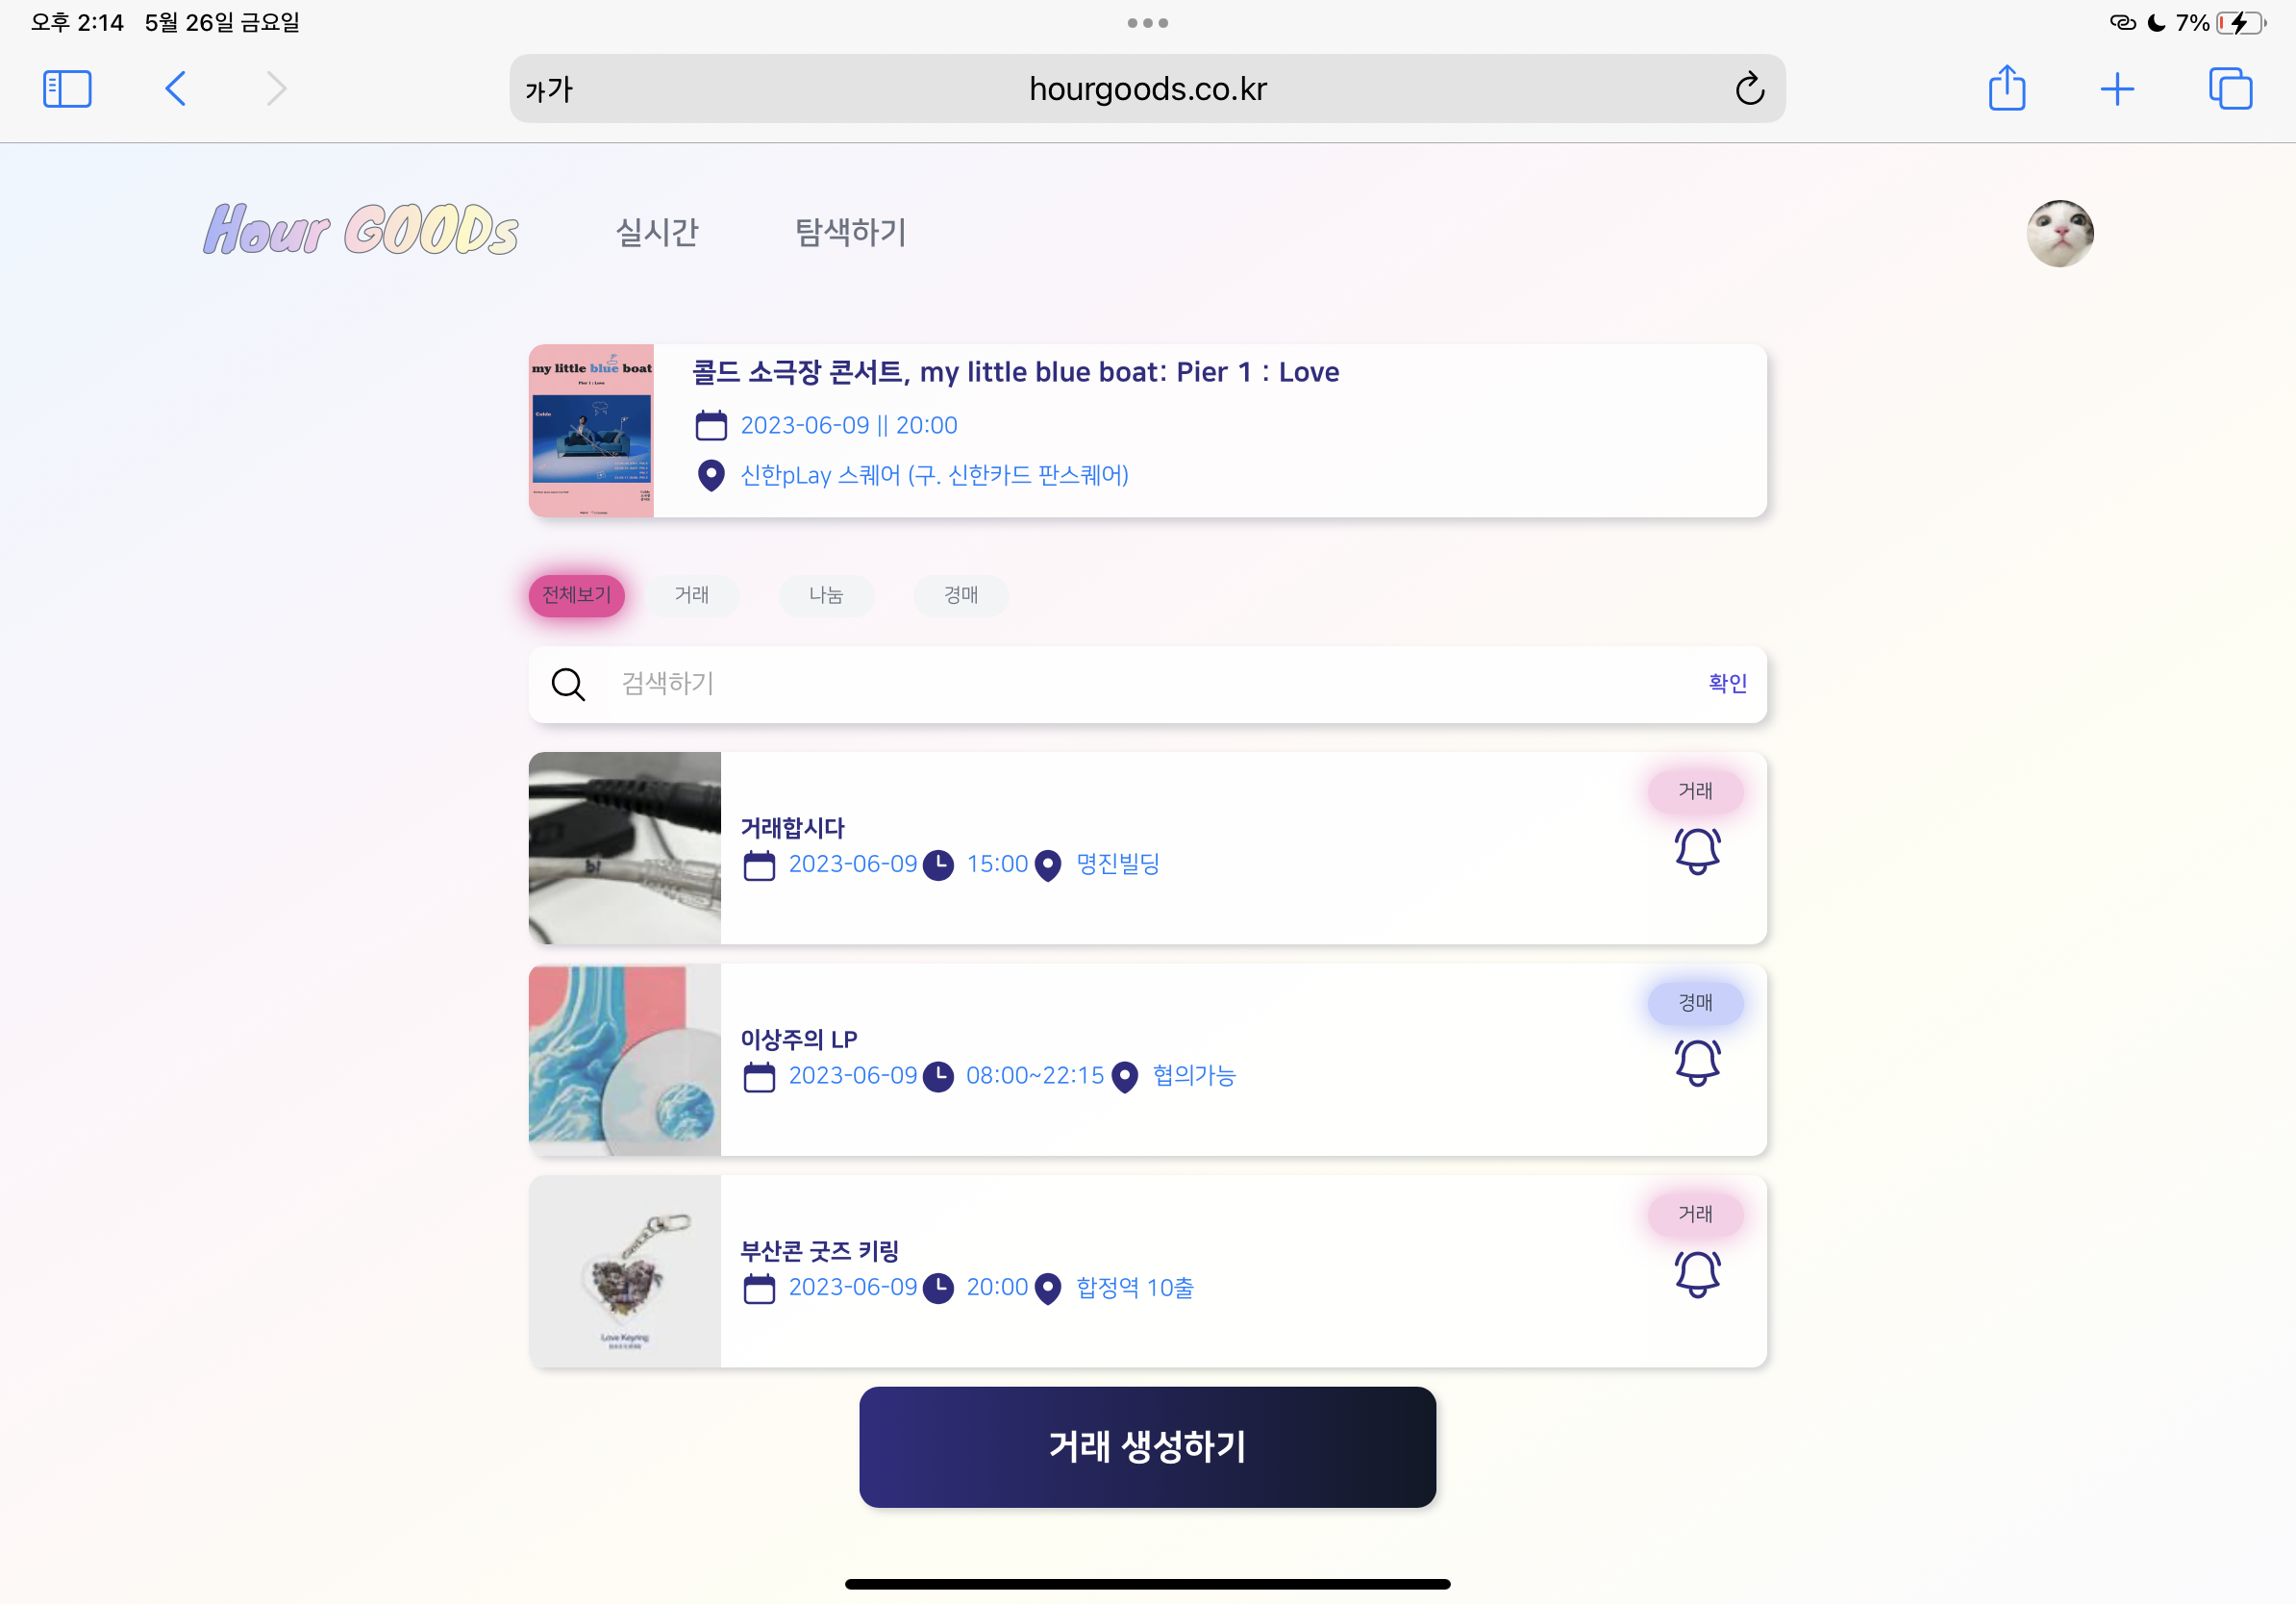 오후 2:14 5월 26일 금요일
7%
가가 hourgoods.co.kr
Hour GOODs 실시간 탐색하기
my little blue boat
Pier 1 : Love
Colde
콜드 소극장 콘서트, my little blue boat: Pier 1 : Love
2023-06-09 || 20:00
신한pLay 스퀘어 (구. 신한카드 판스퀘어)
전체보기 거래 나눔 경매
검색하기 확인
거래
거래합시다
2023-06-09 15:00 명진빌딩
경매
이상주의 LP
2023-06-09 08:00~22:15 협의가능
거래
부산콘 굿즈 키링
2023-06-09 20:00 합정역 10출
Love Keyring
거래 생성하기